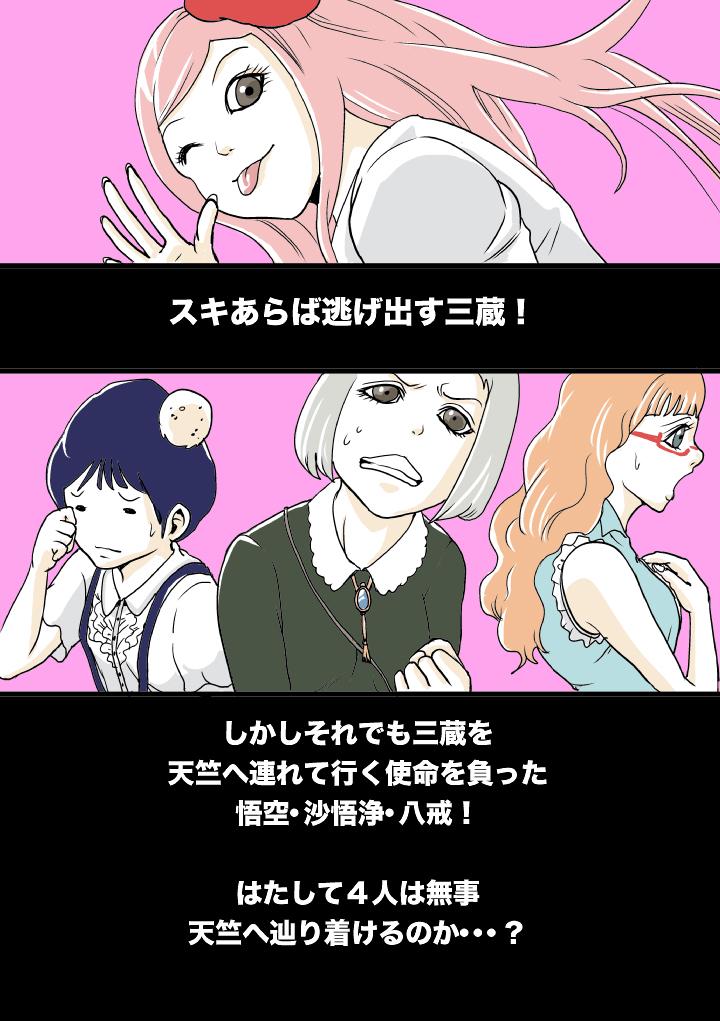 スキあらば逃げ出す三蔵！
しかしそれでも三蔵を
天竺へ連れて行く使命を負った
悟空・沙悟浄・八戒！
はたして４人は無事
天竺へ辿り着けるのか・・・？